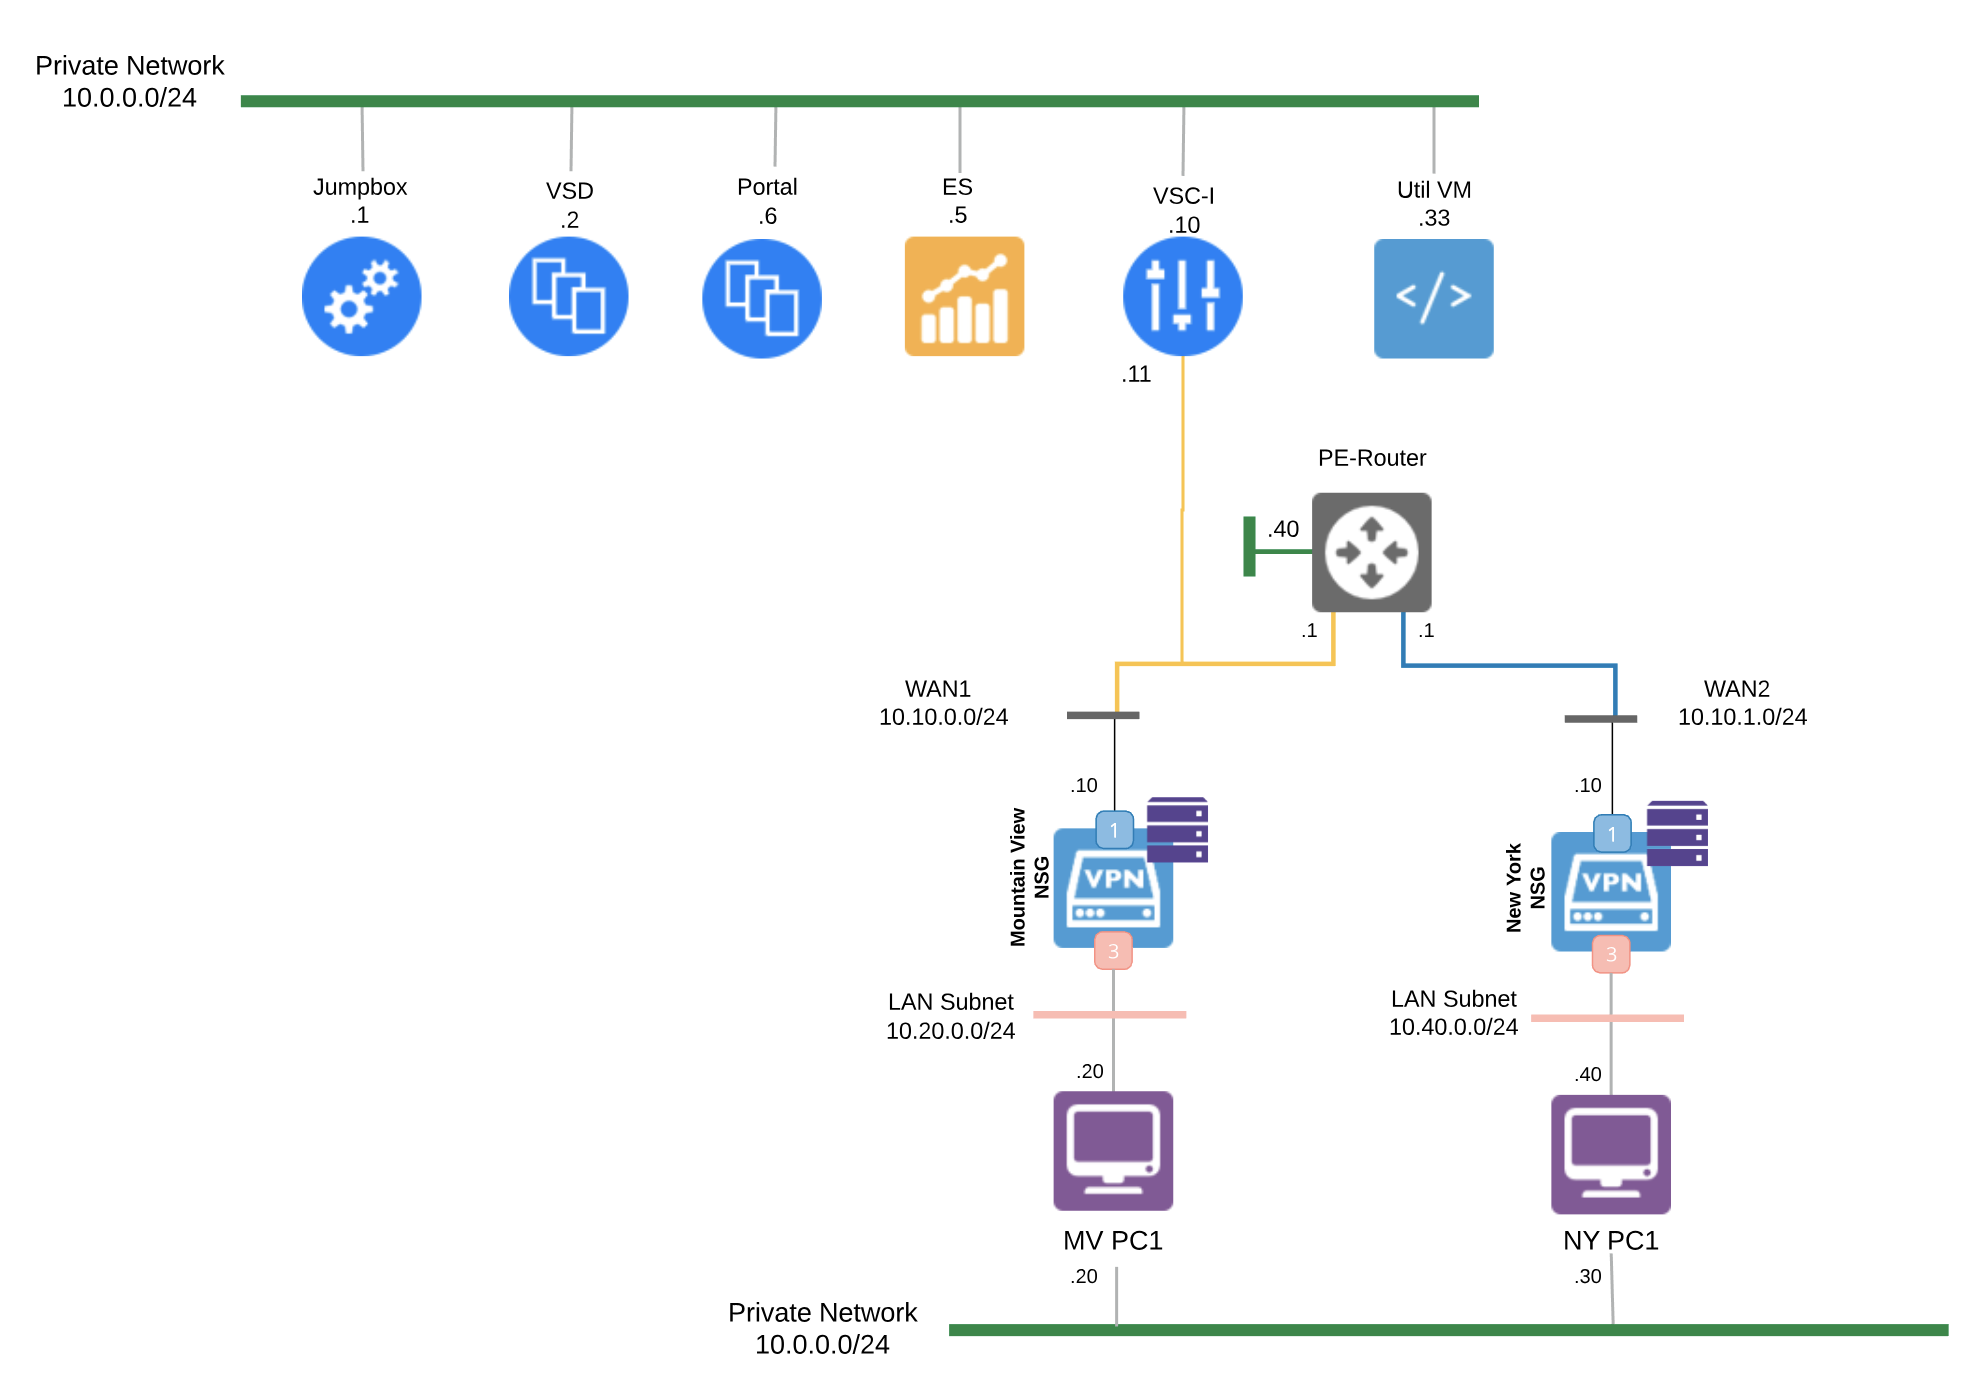 Private Network
10.0.0.0/24
Jumpbox
.1
VSD
.2
Portal
.6
ES
.5
VSC-I
.10
Util VM
.33
</>
.11
PE-Router
.40
.1
.1
WAN1
10.10.0.0/24
WAN2
10.10.1.0/24
.10
.10
Mountain View
NSG
1
VPN
3
New York
NSG
1
VPN
3
LAN Subnet
10.20.0.0/24
LAN Subnet
10.40.0.0/24
.20
.40
MV PC1
.20
NY PC1
.30
Private Network
10.0.0.0/24